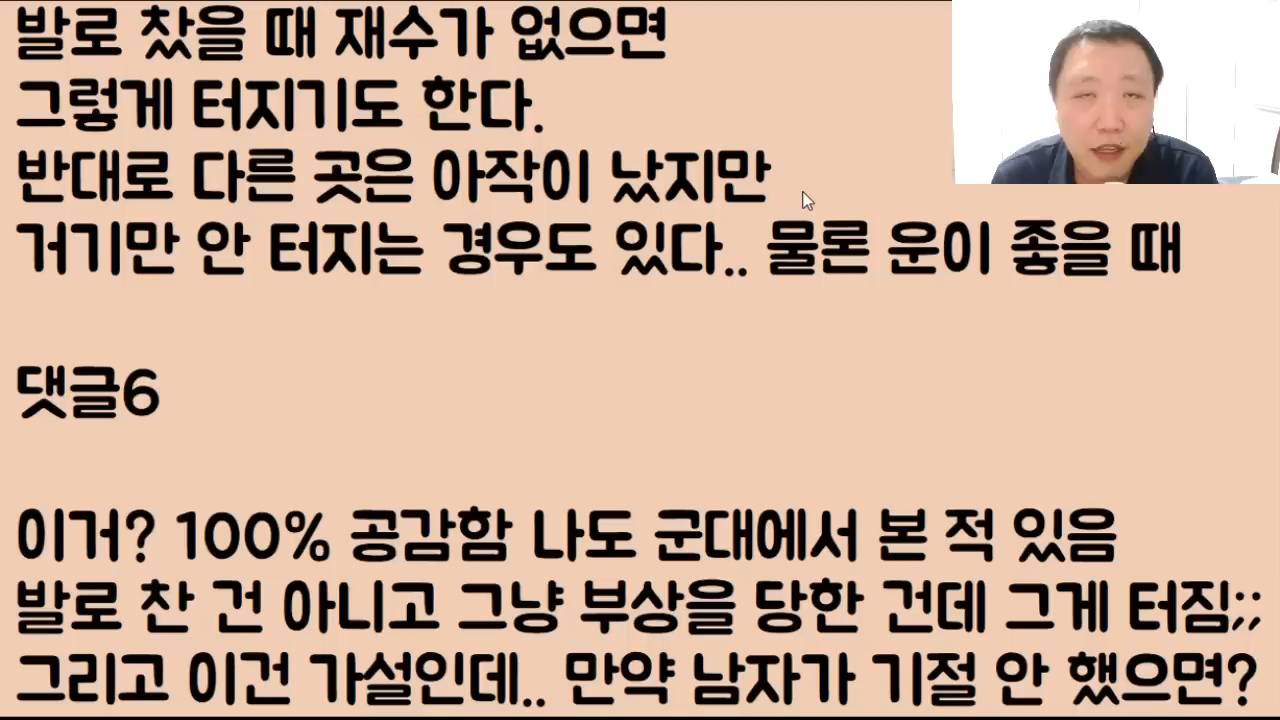 발로 찼을 때 재수가 없으면
그렇게 터지기도 한다.
반대로 다른 곳은 아작이 났지만
거기만 안 터지는 경우도 있다.. 물론 운이 좋을 때
댓글6
이거? 100% 공감함 나도 군대에서 본 적 있음
발로 찬 건 아니고 그냥 부상을 당한 건데 그게 터짐;;
그리고 이건 가설인데.. 만약 남자가 기절 안 했으면?